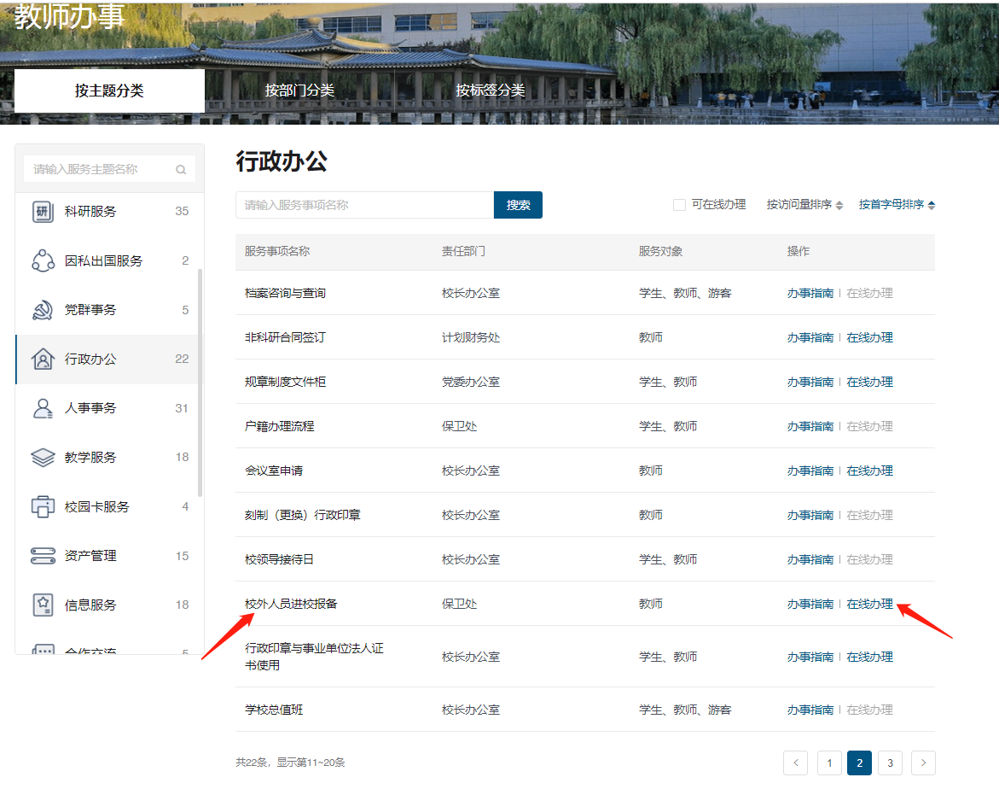 教师办事
按主题分类 按部门分类 按标签分类
请输入服务主题名称
科研服务 35
因私出国服务 2
党群事务 5
行政办公 22
人事事务 31
教学服务 18
校园卡服务 4
资产管理 15
信息服务 18
合作交流 5
行政办公
请输入服务事项名称 搜索 可在线办理 按访问量排序 按首字母排序
服务事项名称 责任部门 服务对象 操作
档案咨询与查询 校长办公室 学生、教师、游客 办事指南 | 在线办理
非科研合同签订 计划财务处 教师 办事指南 | 在线办理
规章制度文件柜 党委办公室 学生、教师 办事指南 | 在线办理
户籍办理流程 保卫处 学生、教师 办事指南 | 在线办理
会议室申请 校长办公室 教师 办事指南 | 在线办理
刻制（更换）行政印章 校长办公室 教师 办事指南 | 在线办理
校领导接待日 校长办公室 学生、教师 办事指南 | 在线办理
校外人员进校报备 保卫处 教师 办事指南 | 在线办理
行政印章与事业单位法人证
书使用 校长办公室 学生、教师 办事指南 | 在线办理
学校总值班 校长办公室 学生、教师、游客 办事指南 | 在线办理
共22条，显示第11~20条 < 1 2 3 >